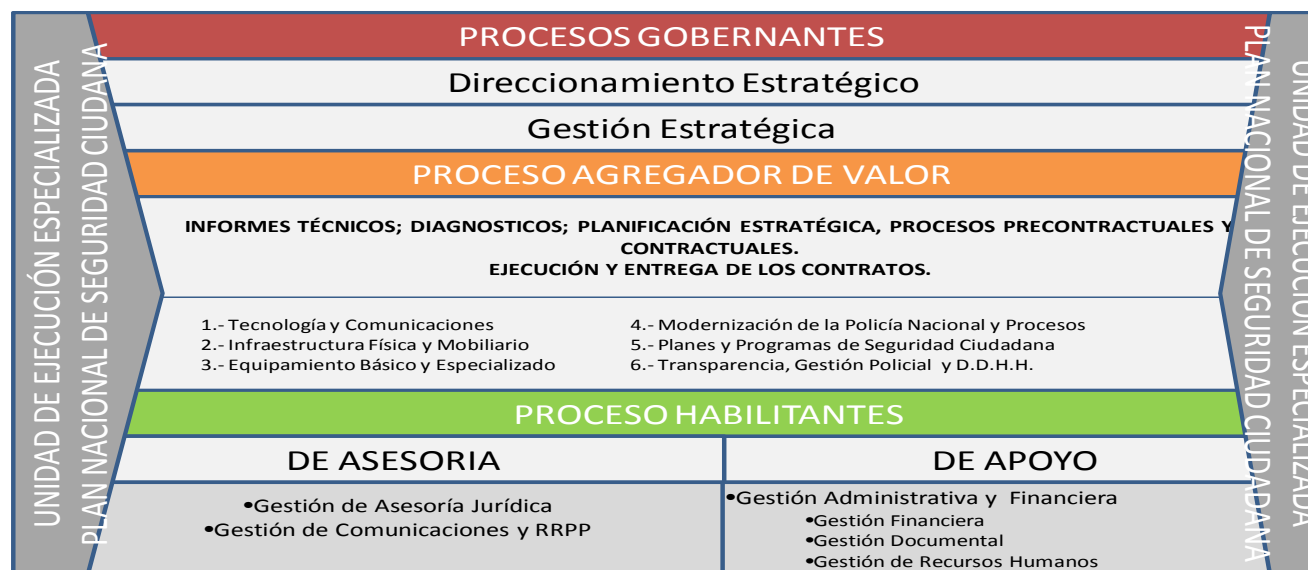 UNIDAD DE EJECUCIÓN ESPECIALIZADA
PLAN NACIONAL DE SEGURIDAD CIUDADANA
PROCESOS GOBERNANTES
Direccionamiento Estratégico
Gestión Estratégica
PROCESO AGREGADOR DE VALOR
INFORMES TÉCNICOS; DIAGNOSTICOS; PLANIFICACIÓN ESTRATÉGICA, PROCESOS PRECONTRACTUALES Y
CONTRACTUALES.
EJECUCIÓN Y ENTREGA DE LOS CONTRATOS.
1.- Tecnología y Comunicaciones
2.- Infraestructura Física y Mobiliario
3.- Equipamiento Básico y Especializado
4.- Modernización de la Policía Nacional y Procesos
5.- Planes y Programas de Seguridad Ciudadana
6.- Transparencia, Gestión Policial y D.D.H.H.
PROCESO HABILITANTES
DE ASESORIA
•Gestión de Asesoría Jurídica
•Gestión de Comunicaciones y RRPP
DE APOYO
•Gestión Administrativa y Financiera
•Gestión Financiera
•Gestión Documental
•Gestión de Recursos Humanos
PLAN NACIONAL DE SEGURIDAD CIUDADANA
UNIDAD DE EJECUCIÓN ESPECIALIZADA